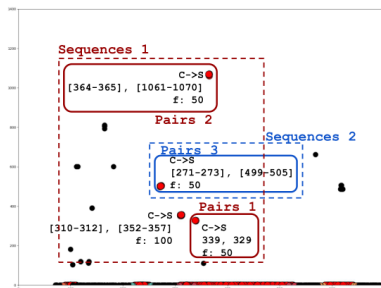 Sequences 1
C->S
[364-365], [1061-1070]
f: 50
Pairs 2
Sequences 2
Pairs 3
C->S
[271-273], [499-505]
f: 50
Pairs 1
C->S
[310-312], [352-357]
f: 100
C->S
339, 329
f: 50